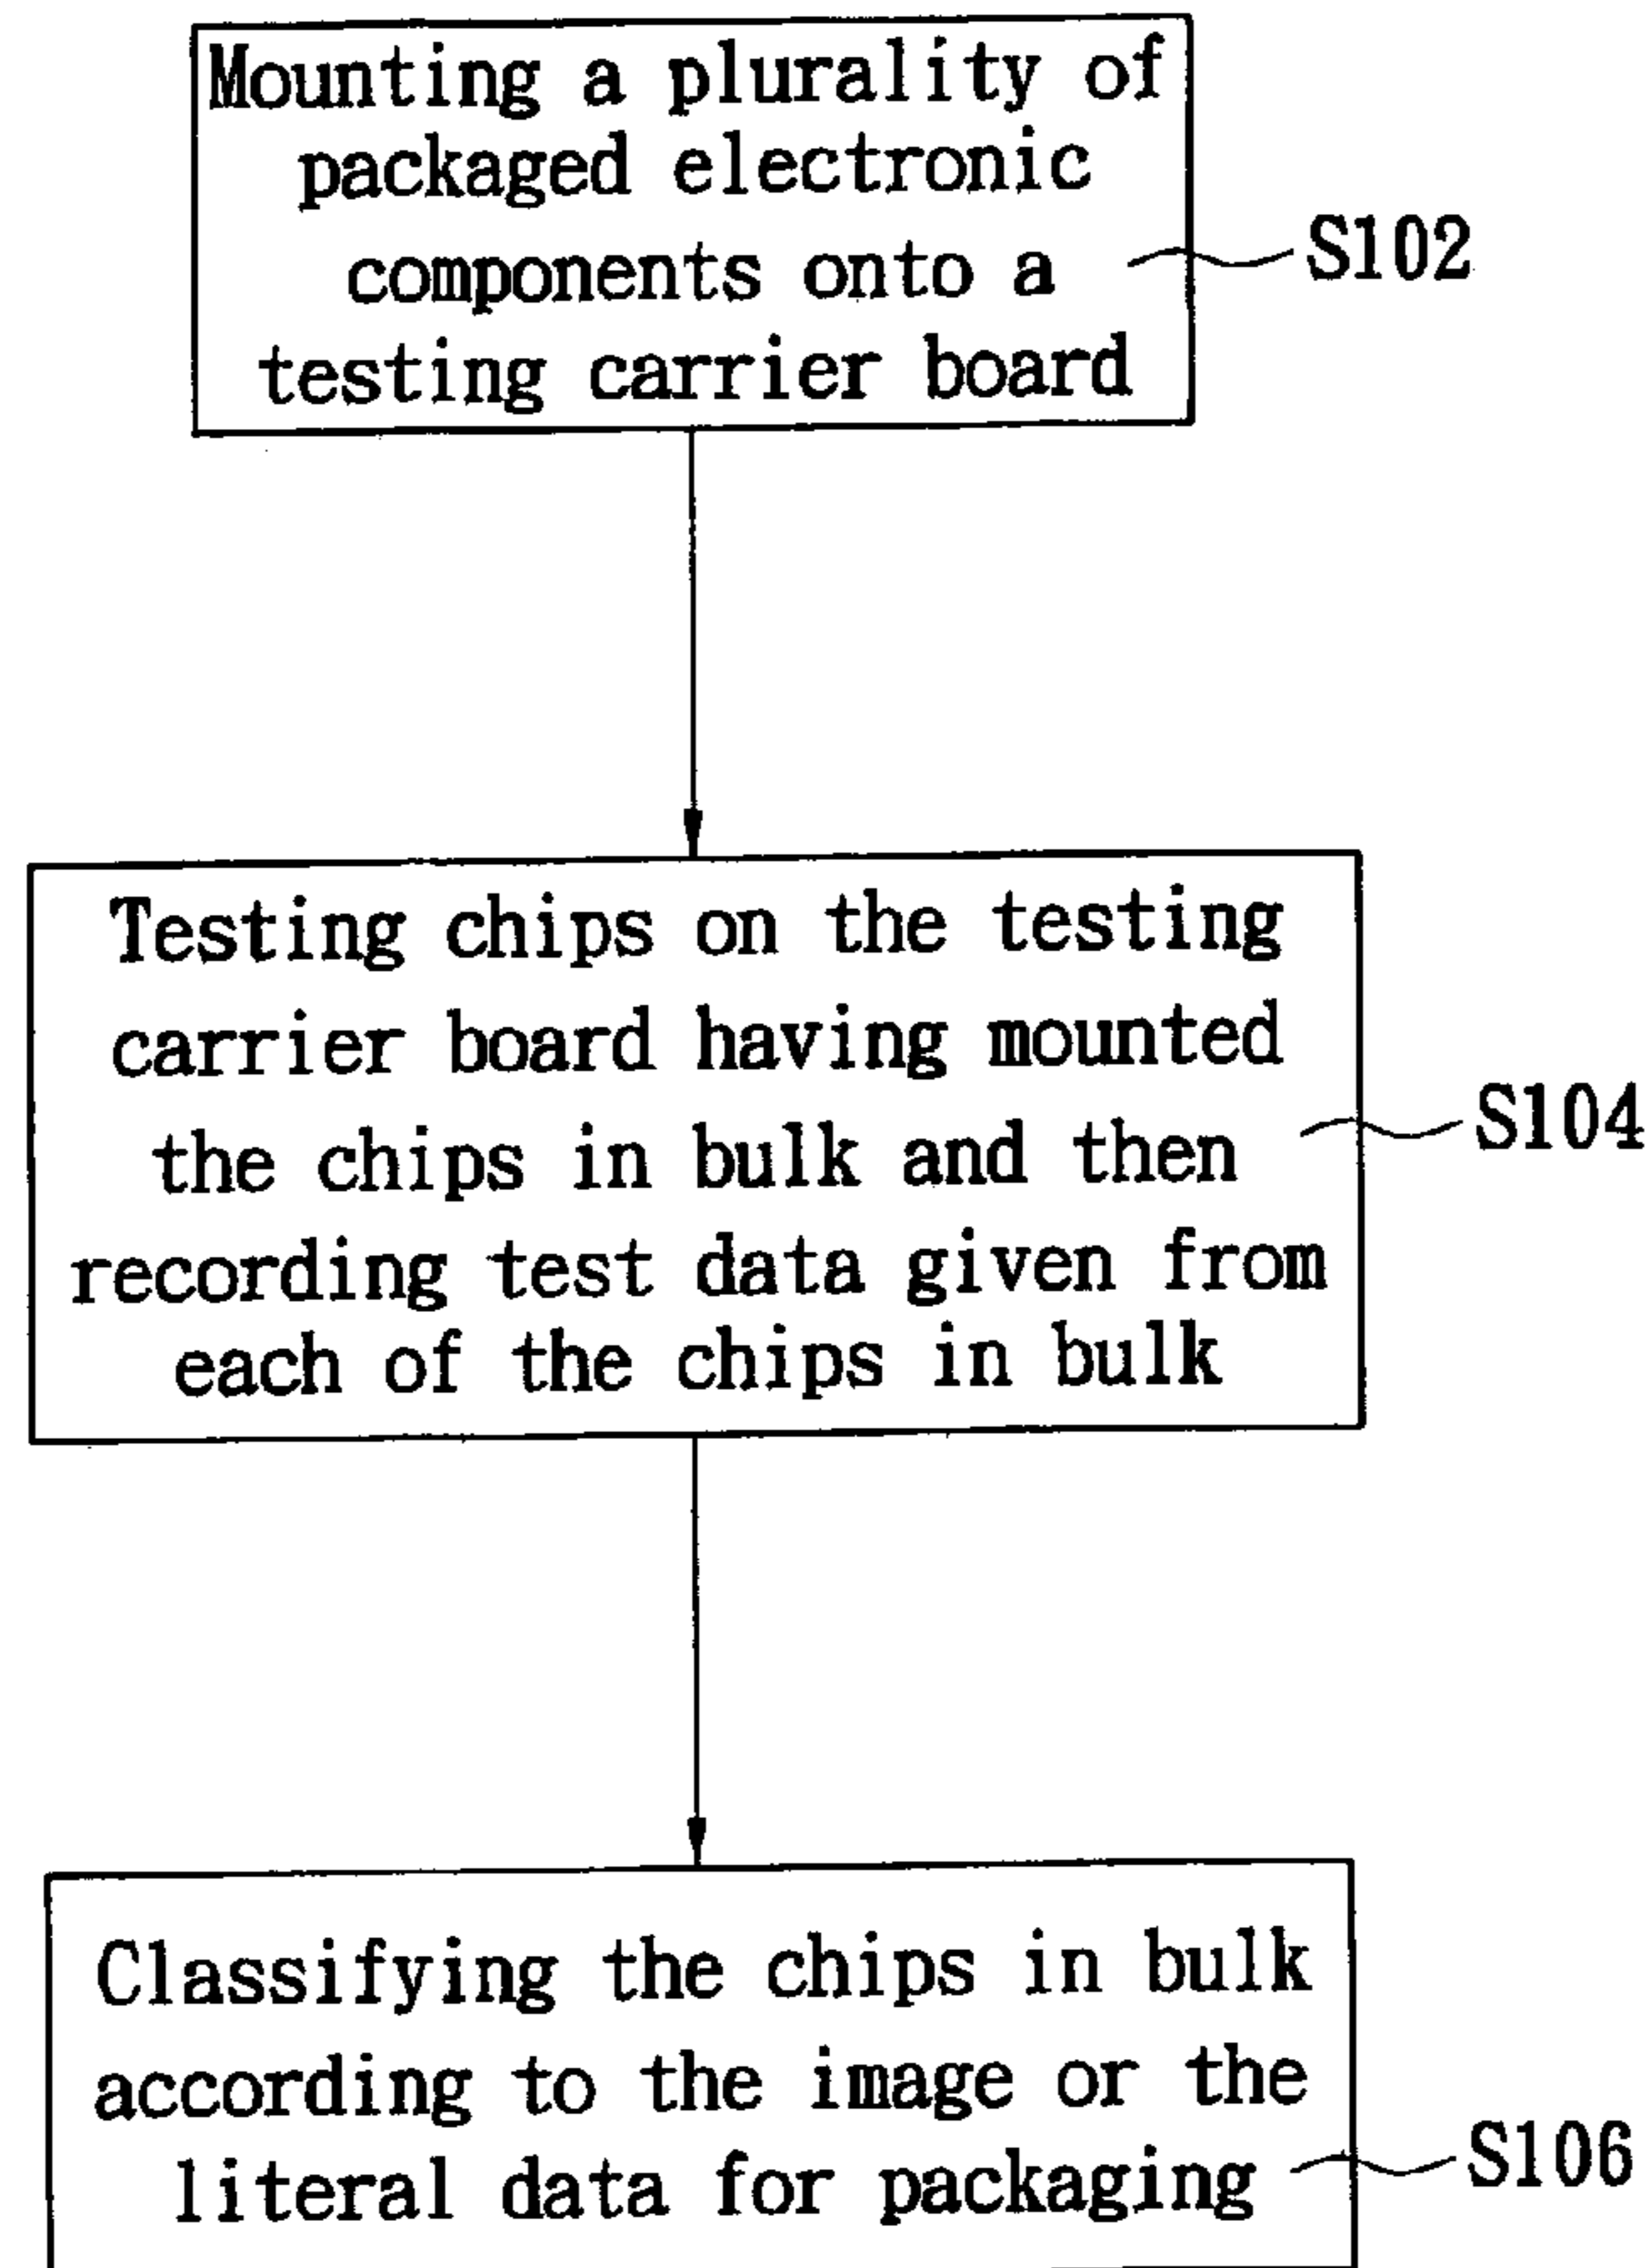 Mounting a plurality of
packaged electronic
components onto a
testing carrier board
S102
Testing chips on the testing
carrier board having mounted
the chips in bulk and then
recording test data given from
each of the chips in bulk
S104
Classifying the chips in bulk
according to the image or the
literal data for packaging
S106